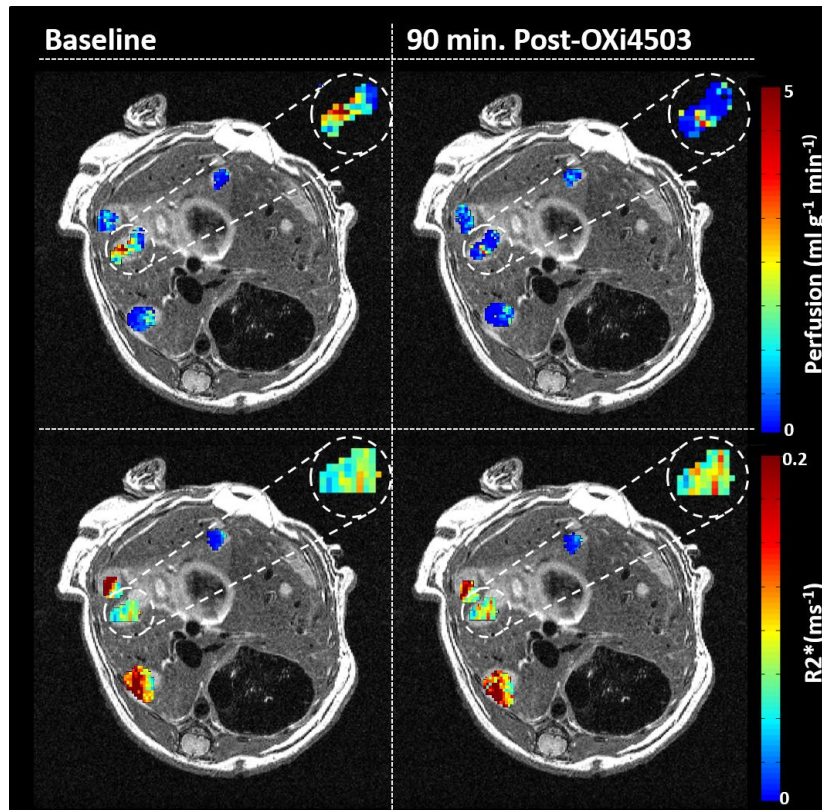 Baseline
90 min. Post-OXi4503
5
Perfusion (ml g⁻¹ min⁻¹)
0
0.2
R2* (ms⁻¹)
0